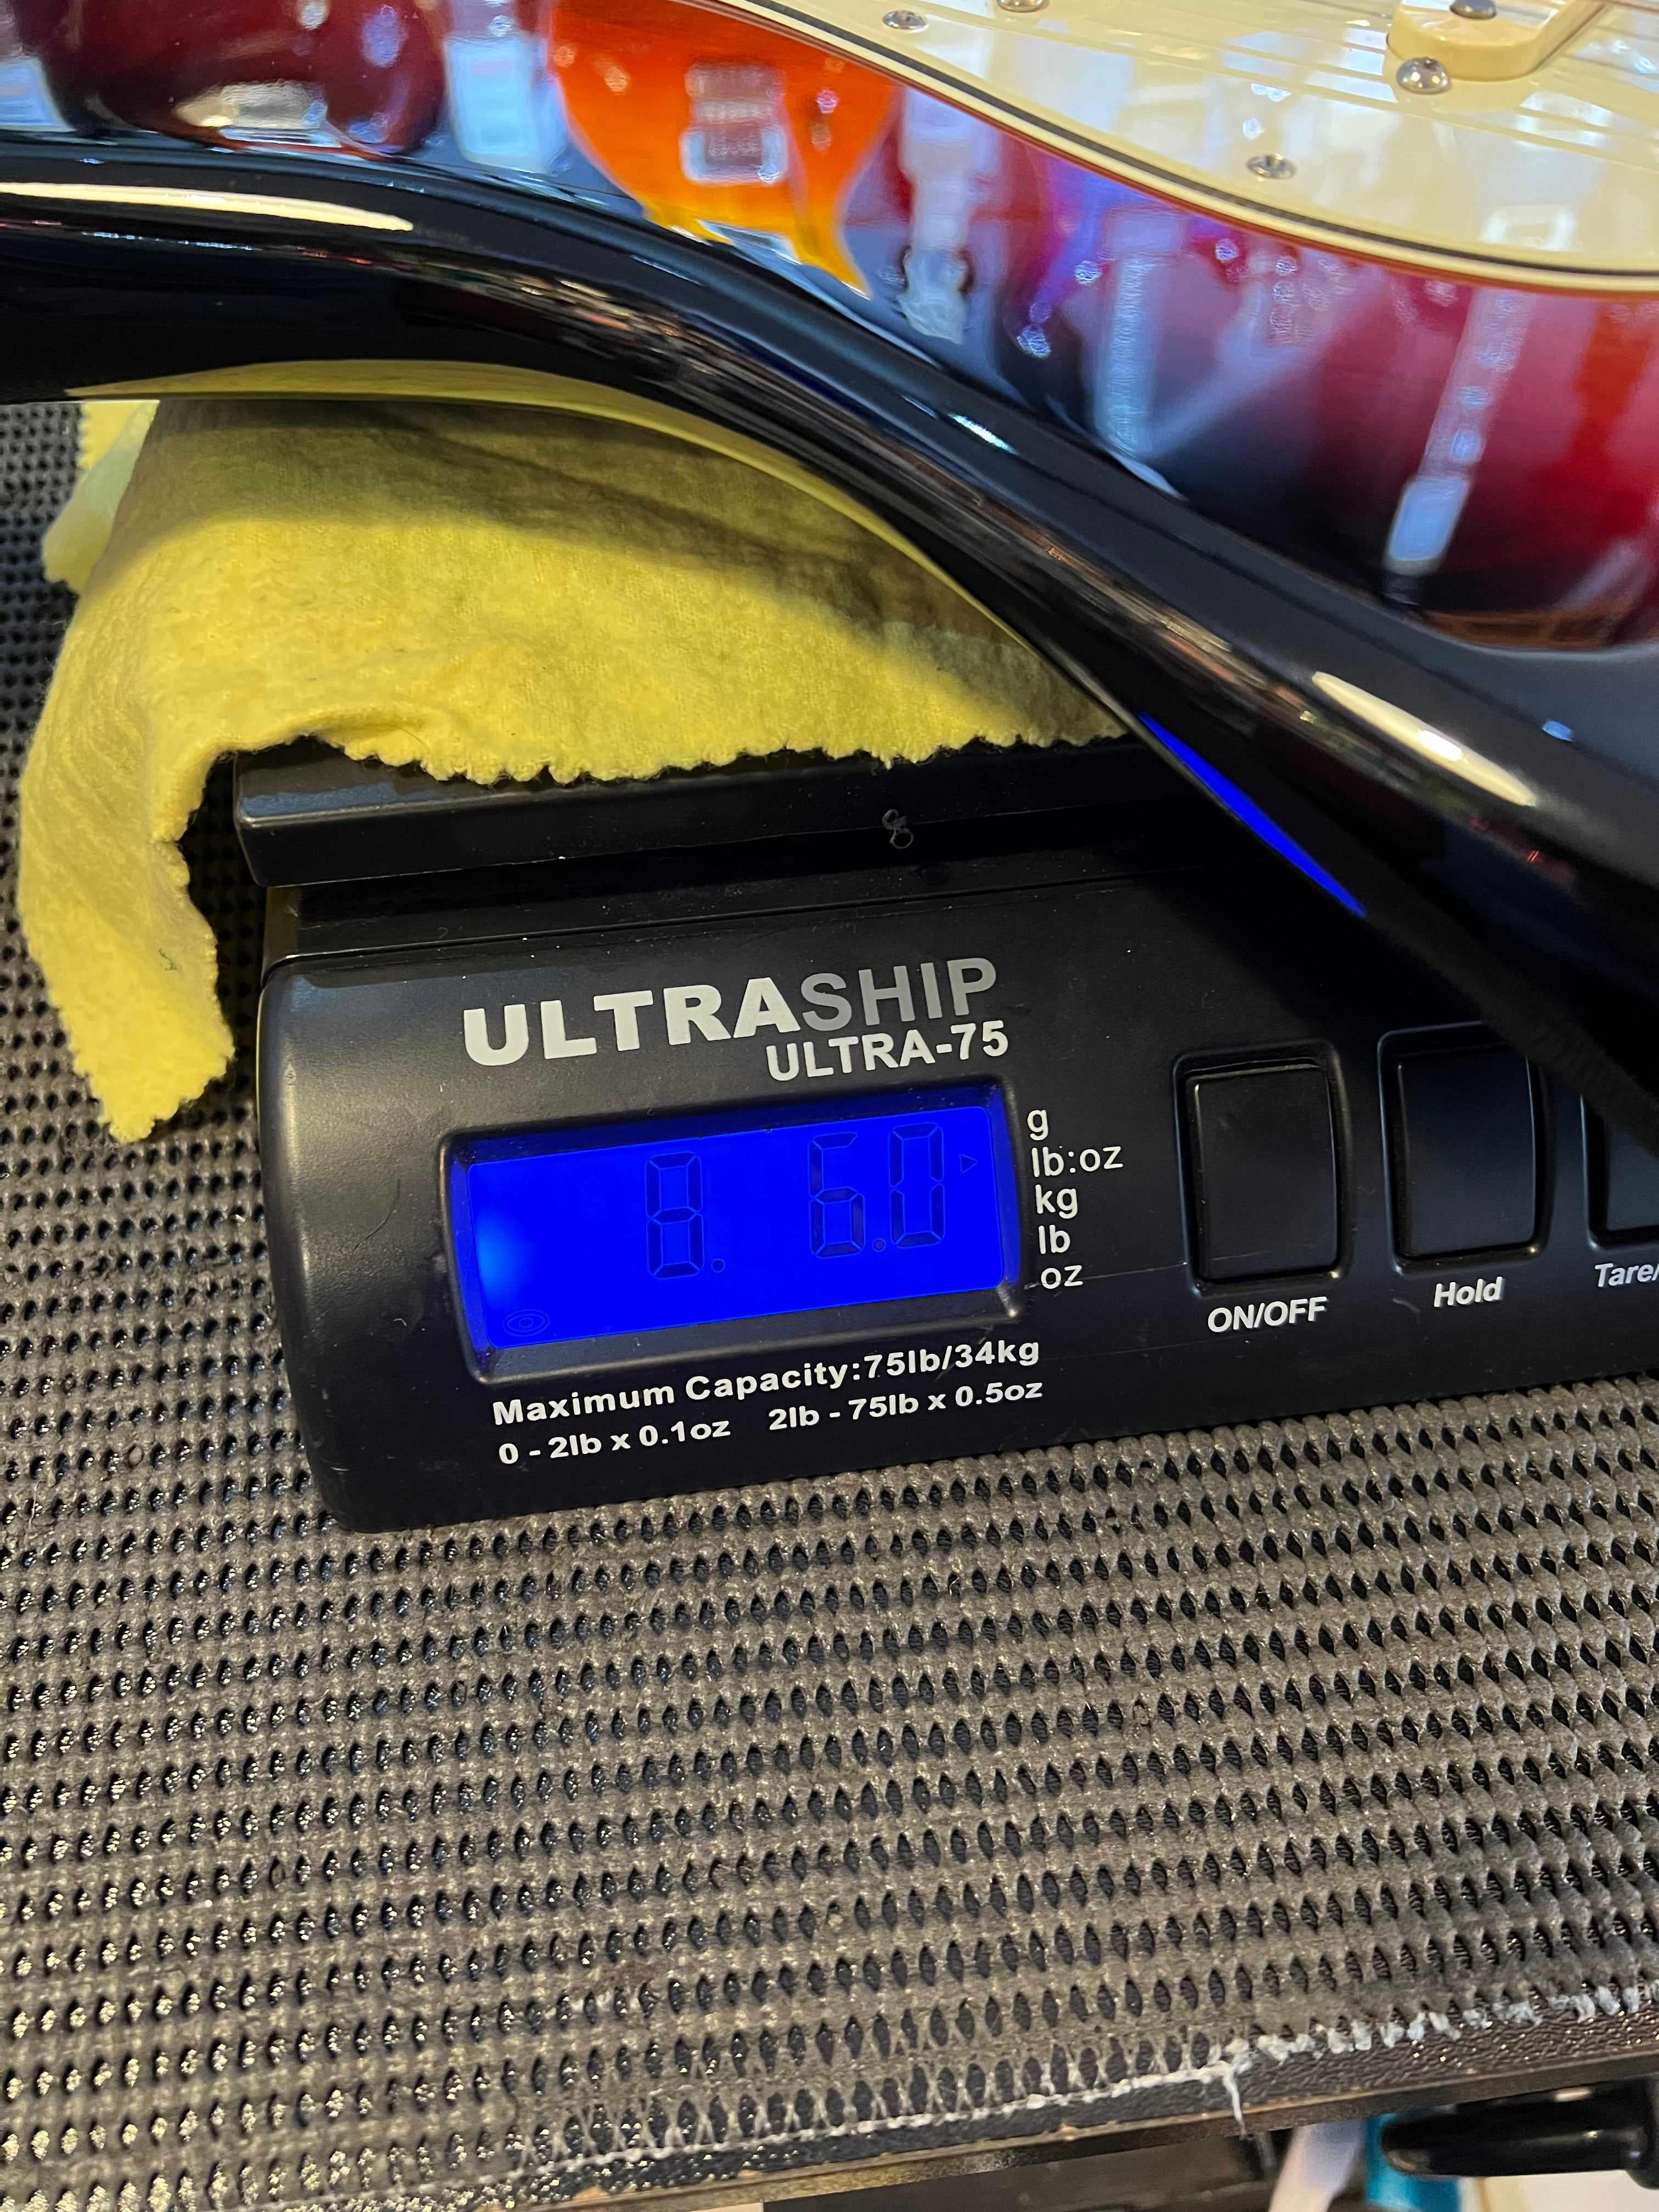 ULTRASHIP
ULTRA-75
8. 6.0
g
lb:oz
kg
lb
oz
ON/OFF
Hold
Tare/
Maximum Capacity:75lb/34kg
0 - 2lb x 0.1oz 2lb - 75lb x 0.5oz